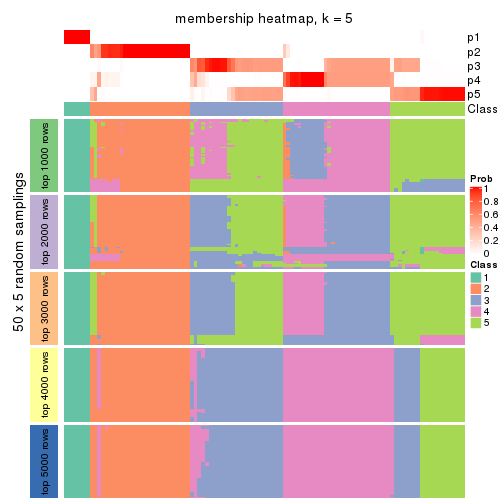 membership heatmap, k = 5
p1
p2
p3
p4
p5
Class
50 x 5 random samplings
top 1000 rows
top 2000 rows
top 3000 rows
top 4000 rows
top 5000 rows
Prob
1
0.8
0.6
0.4
0.2
0
Class
1
2
3
4
5